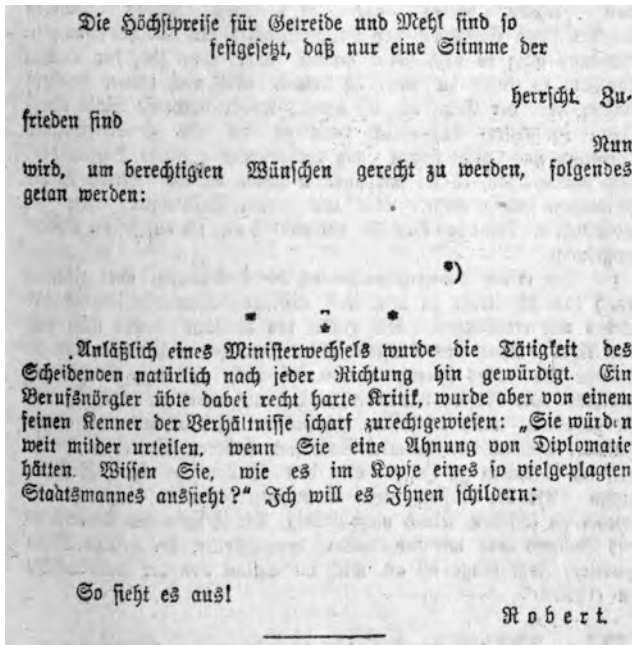 Die Höchstpreise für Getreide und Mehl sind so
festgesetzt, daß nur eine Stimme der
herrscht. Zu-
frieden sind
Nun
wird, um berechtigten Wünschen gerecht zu werden, folgendes
getan werden:
*)
* * *
Anläßlich eines Ministerwechsels wurde die Tätigkeit des
Scheidenden natürlich nach jeder Richtung hin gewürdigt. Ein
Berufsnörgler übte dabei recht harte Kritik, wurde aber von einem
feinen Kenner der Verhältnisse scharf zurechtgewiesen: „Sie würden
weit milder urteilen, wenn Sie eine Ahnung von Diplomatie
hätten. Wissen Sie, wie es im Kopfe eines so vielgeplagten
Staatsmannes aussieht?“ Ich will es Ihnen schildern:
So sieht es aus!
Robert.